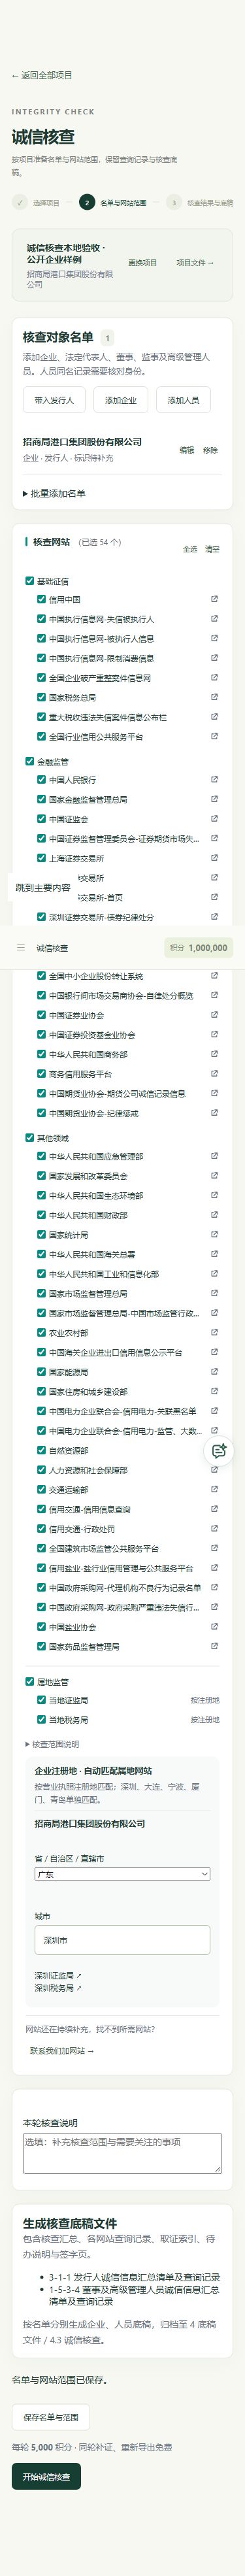 ← 返回全部项目
INTEGRITY CHECK
诚信核查
按项目准备名单与网站范围，保留查询记录与核查底
稿。
✓ 选择项目
2 名单与网站范围
3 核查结果与底稿
诚信核查本地验收 ·
公开企业样例
招商局港口集团股份有限
公司
更换项目
项目文件 →
核查对象名单 1
添加企业、法定代表人、董事、监事及高级管理人
员。人员同名记录需要核对身份。
带入发行人
添加企业
添加人员
招商局港口集团股份有限公司
企业 · 发行人 · 标识待补充
编辑 移除
▶ 批量添加名单
核查网站 （已选 54 个）
全选 清空
基础征信
信用中国
中国执行信息网-失信被执行人
中国执行信息网-被执行人信息
中国执行信息网-限制消费信息
全国企业破产重整案件信息网
国家税务总局
重大税收违法失信案件信息公布栏
全国行业信用公共服务平台
金融监管
中国人民银行
国家金融监督管理总局
中国证监会
中国证券监督管理委员会-证券期货市场失...
上海证券交易所
券交易所
跳到主要内容
券交易所-首页
深圳证券交易所-债券纪律处分
诚信核查
积分 1,000,000
全国中小企业股份转让系统
中国银行间市场交易商协会-自律处分概览
中国证券业协会
中国证券投资基金业协会
中华人民共和国商务部
商务信用服务平台
中国期货业协会-期货公司诚信记录信息
中国期货业协会-纪律惩戒
其他领域
中华人民共和国应急管理部
国家发展和改革委员会
中华人民共和国生态环境部
中华人民共和国财政部
国家统计局
中华人民共和国海关总署
中华人民共和国工业和信息化部
国家市场监督管理总局
国家市场监督管理总局-中国市场监管行政...
农业农村部
中国海关企业进出口信用信息公示平台
国家能源局
国家住房和城乡建设部
中国电力企业联合会-信用电力-关联黑名单
中国电力企业联合会-信用电力-监管、大数...
自然资源部
人力资源和社会保障部
交通运输部
信用交通-信用信息查询
信用交通-行政处罚
全国建筑市场监管公共服务平台
信用盐业-盐行业信用管理与公共服务平台
中国政府采购网-代理机构不良行为记录名单
中国政府采购网-政府采购严重违法失信行...
中国盐业协会
国家药品监督管理局
属地监管
当地证监局 按注册地
当地税务局 按注册地
▶ 核查范围说明
企业注册地 · 自动匹配属地网站
按营业执照注册地匹配；深圳、大连、宁波、厦
门、青岛单独匹配。
招商局港口集团股份有限公司
省 / 自治区 / 直辖市
广东
城市
深圳市
深圳证监局 ↗
深圳税务局 ↗
网站还在持续补充，找不到所需网站？
联系我们加网站 →
本轮核查说明
选填：补充核查范围与需要关注的事项
生成核查底稿文件
包含核查汇总、各网站查询记录、取证索引、待
办说明与签字页。
• 3-1-1 发行人诚信信息汇总清单及查询记录
• 1-5-3-4 董事及高级管理人员诚信信息汇总
清单及查询记录
按名单分别生成企业、人员底稿，归档至 4 底稿
文件 / 4.3 诚信核查。
名单与网站范围已保存。
保存名单与范围
每轮 5,000 积分 · 同轮补证、重新导出免费
开始诚信核查